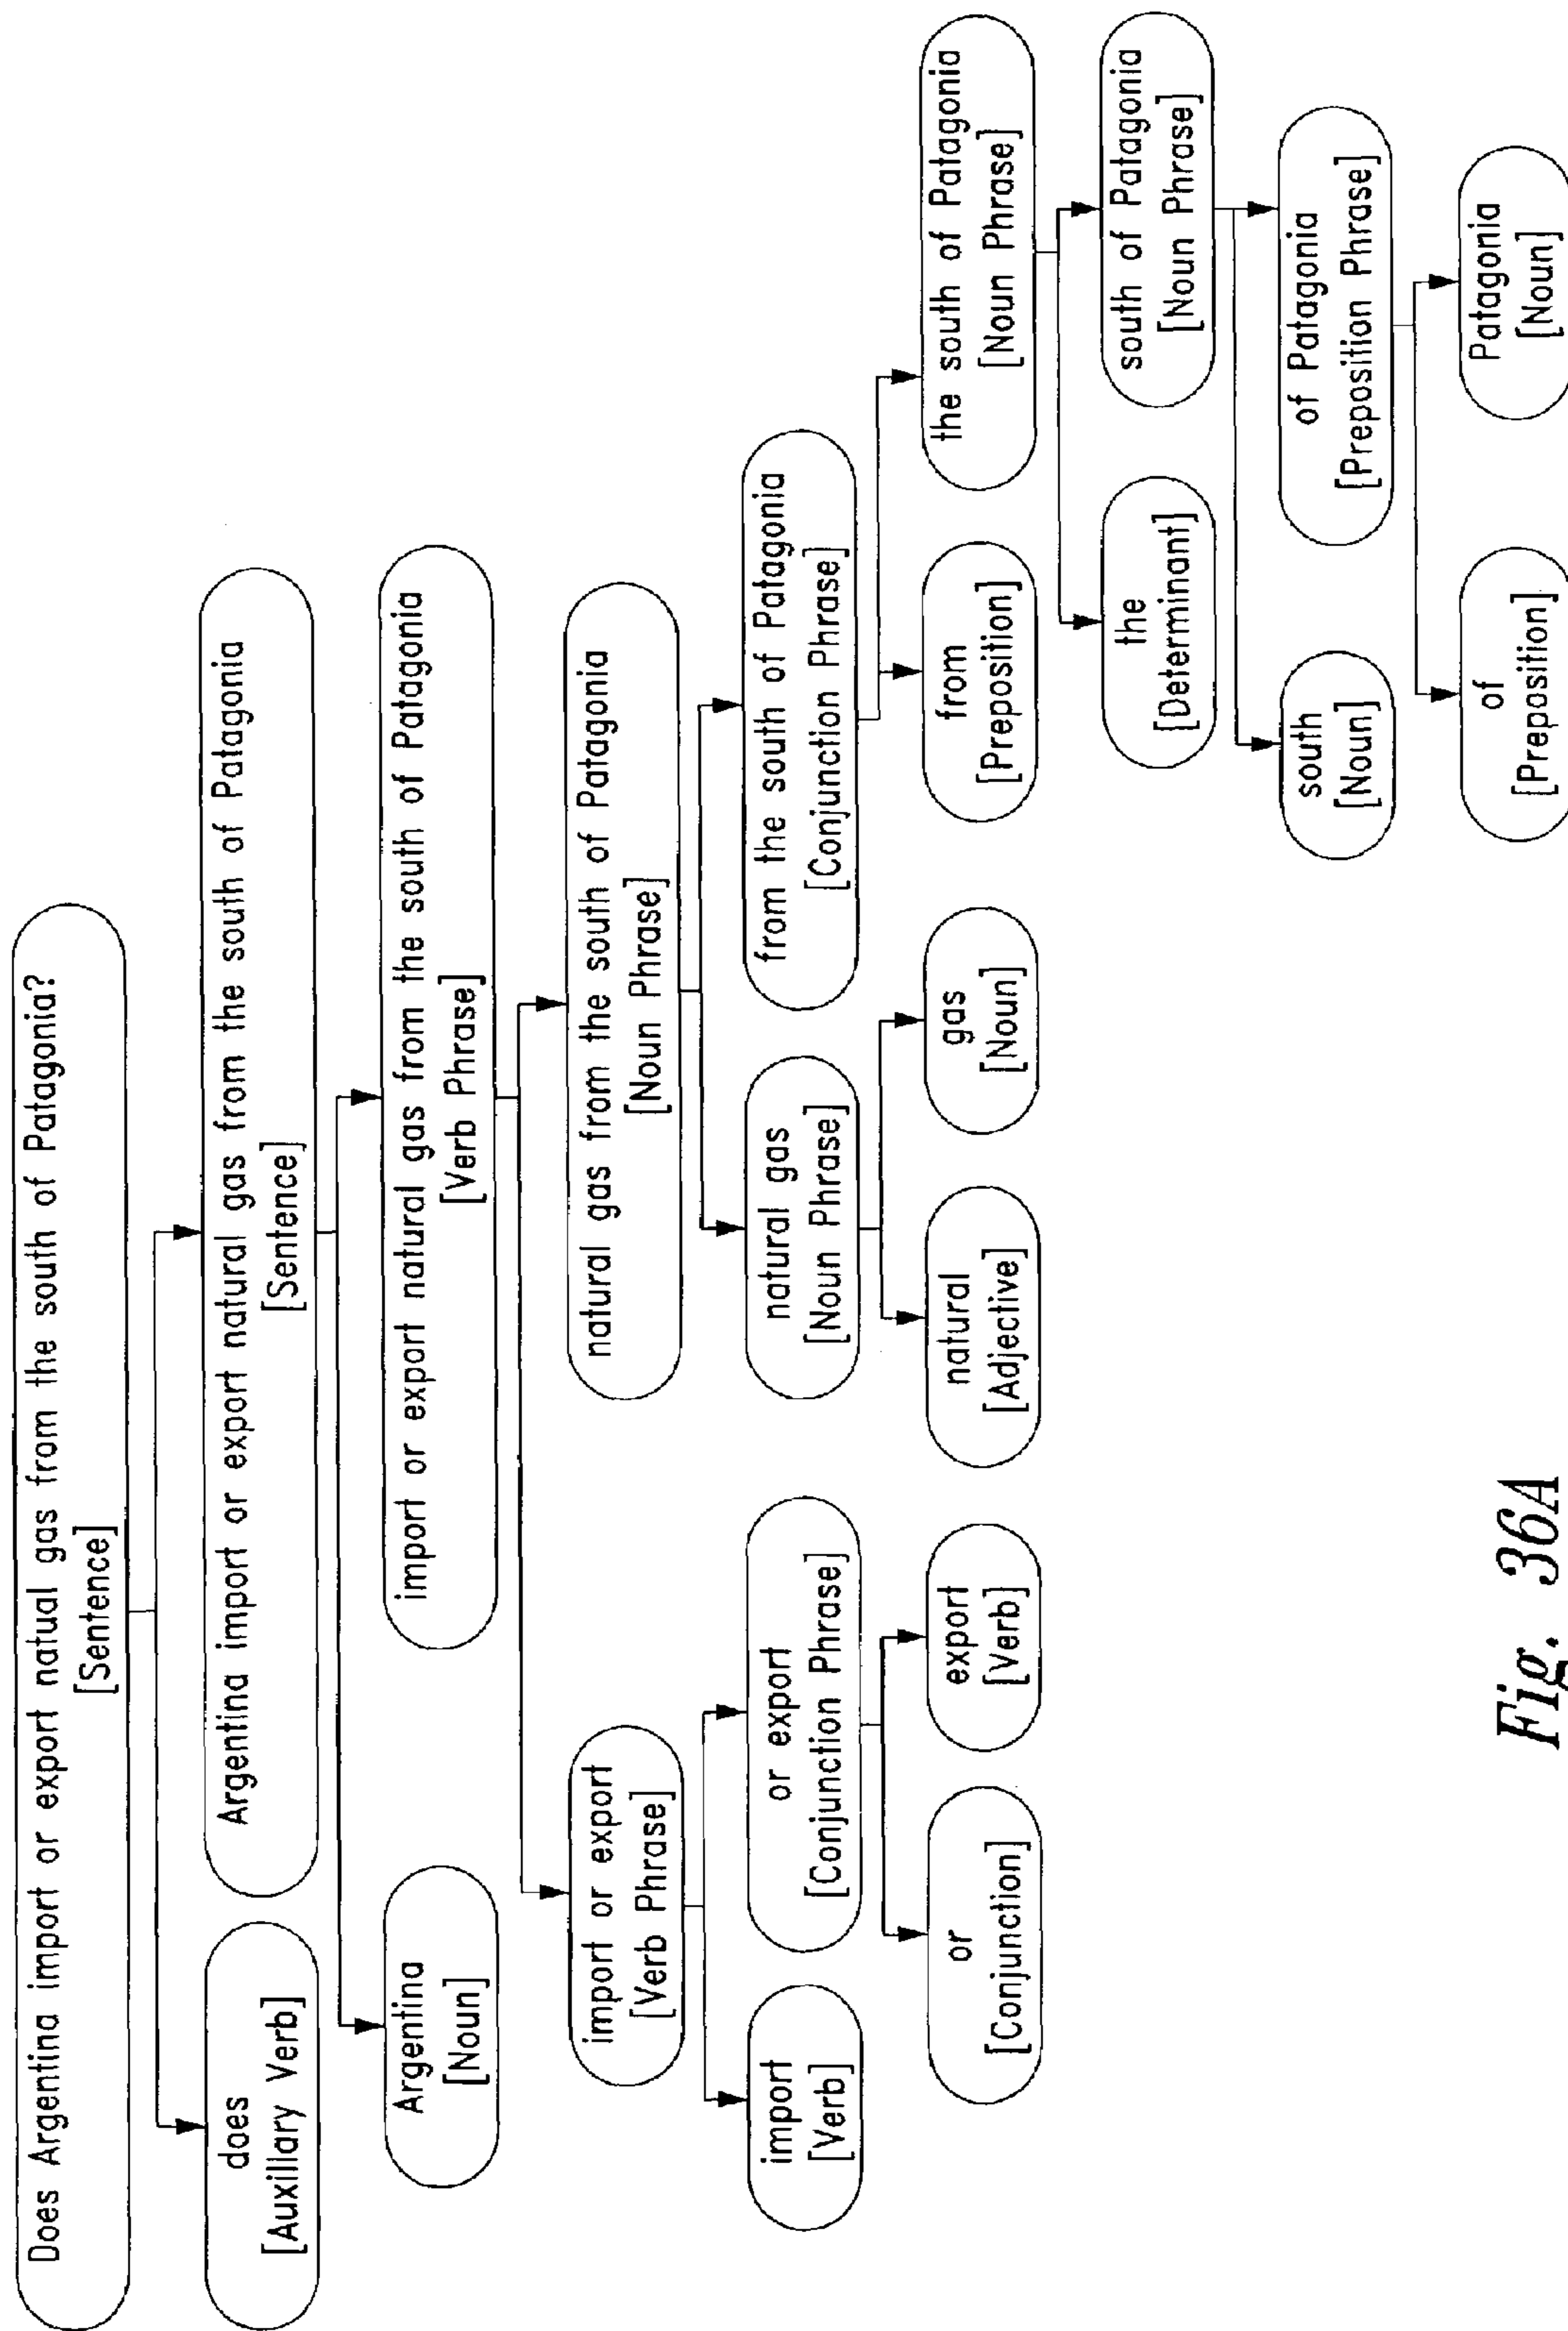 Does Argentina import or export natual gas from the south of Patagonia?
[Sentence]
does
[Auxillary Verb]
Argentina import or export natural gas from the south of Patagonia
[Sentence]
Argentina
[Noun]
import or export natural gas from the south of Patagonia
[Verb Phrase]
import or export
[Verb Phrase]
natural gas from the south of Patagonia
[Noun Phrase]
import
[Verb]
or export
[Conjunction Phrase]
natural gas
[Noun Phrase]
from the south of Patagonia
[Conjunction Phrase]
or
[Conjunction]
export
[Verb]
natural
[Adjective]
gas
[Noun]
from
[Preposition]
the south of Patagonia
[Noun Phrase]
the
[Determinant]
south of Patagonia
[Noun Phrase]
south
[Noun]
of Patagonia
[Preposition Phrase]
of
[Preposition]
Patagonia
[Noun]
Fig. 36A